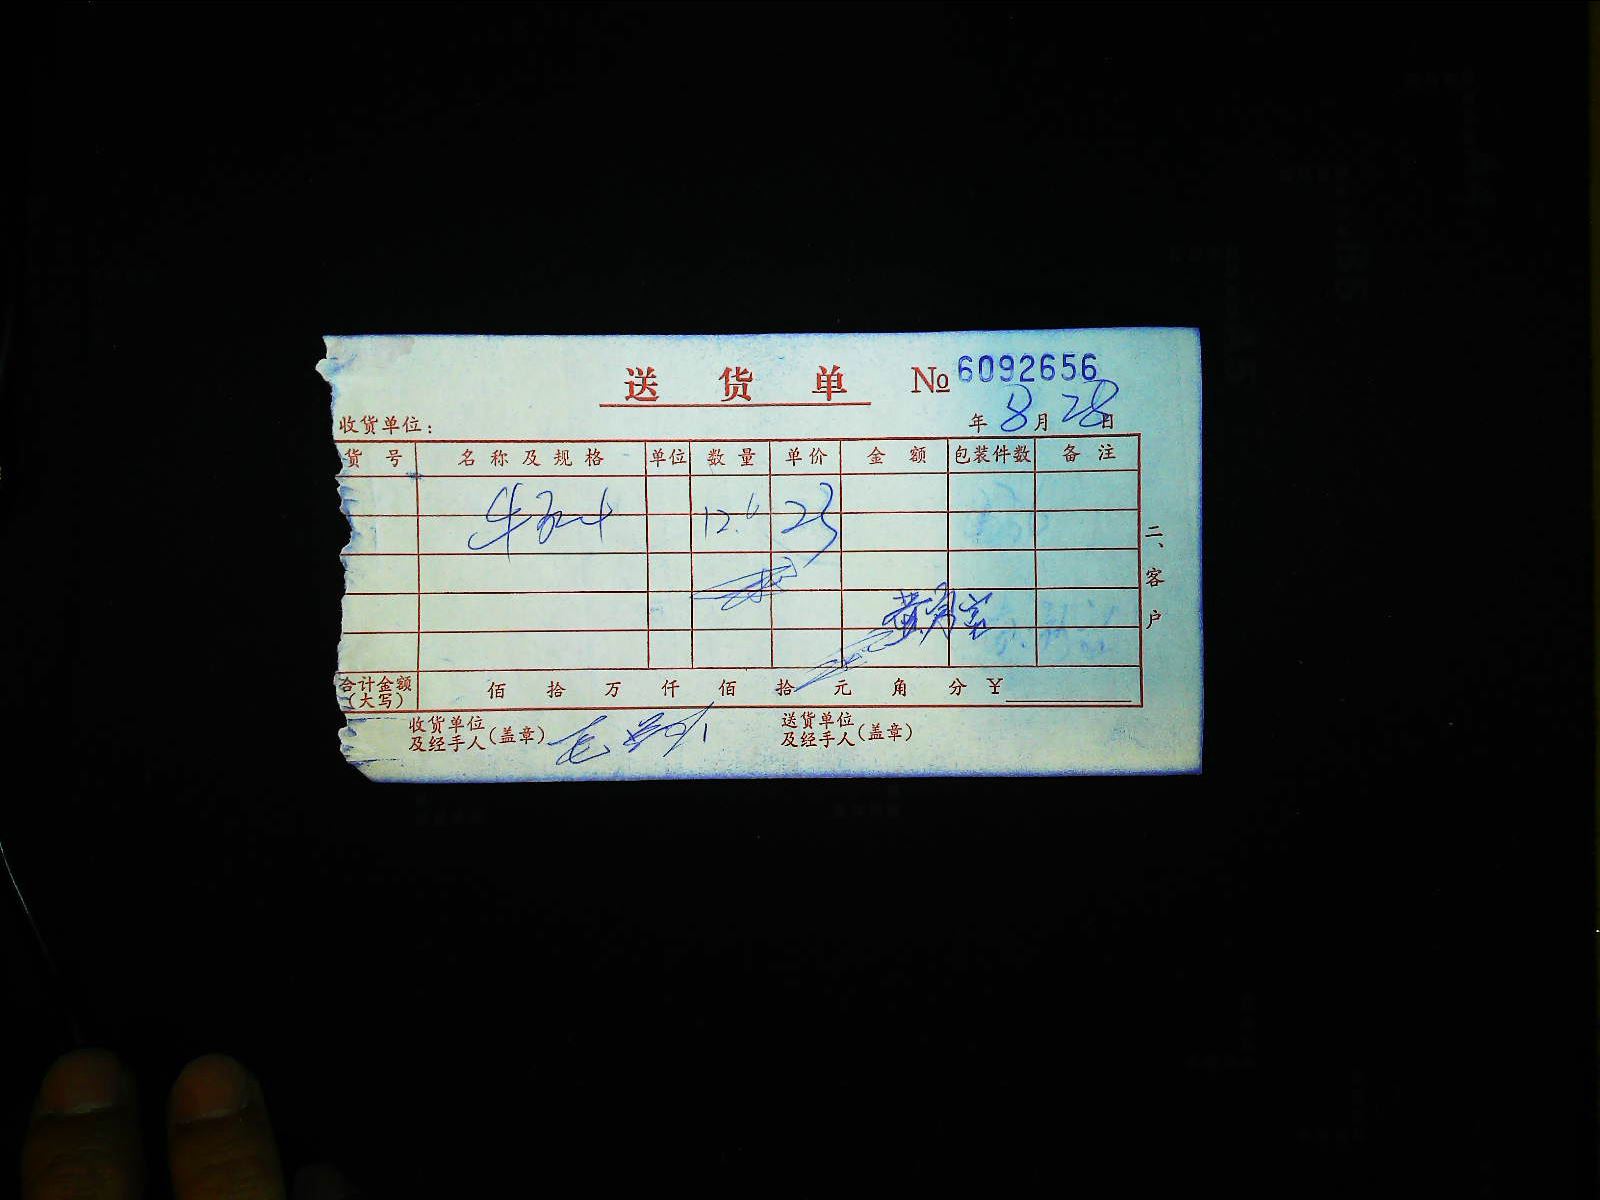 送货单 № 6092656
收货单位： 年 8 月 28 日
货号 名称及规格 单位 数量 单价 金额 包装件数 备注
12.6 23
二、客户
合计金额（大写） 佰 拾 万 仟 佰 拾 元 角 分 ¥
收货单位及经手人（盖章） 送货单位及经手人（盖章）